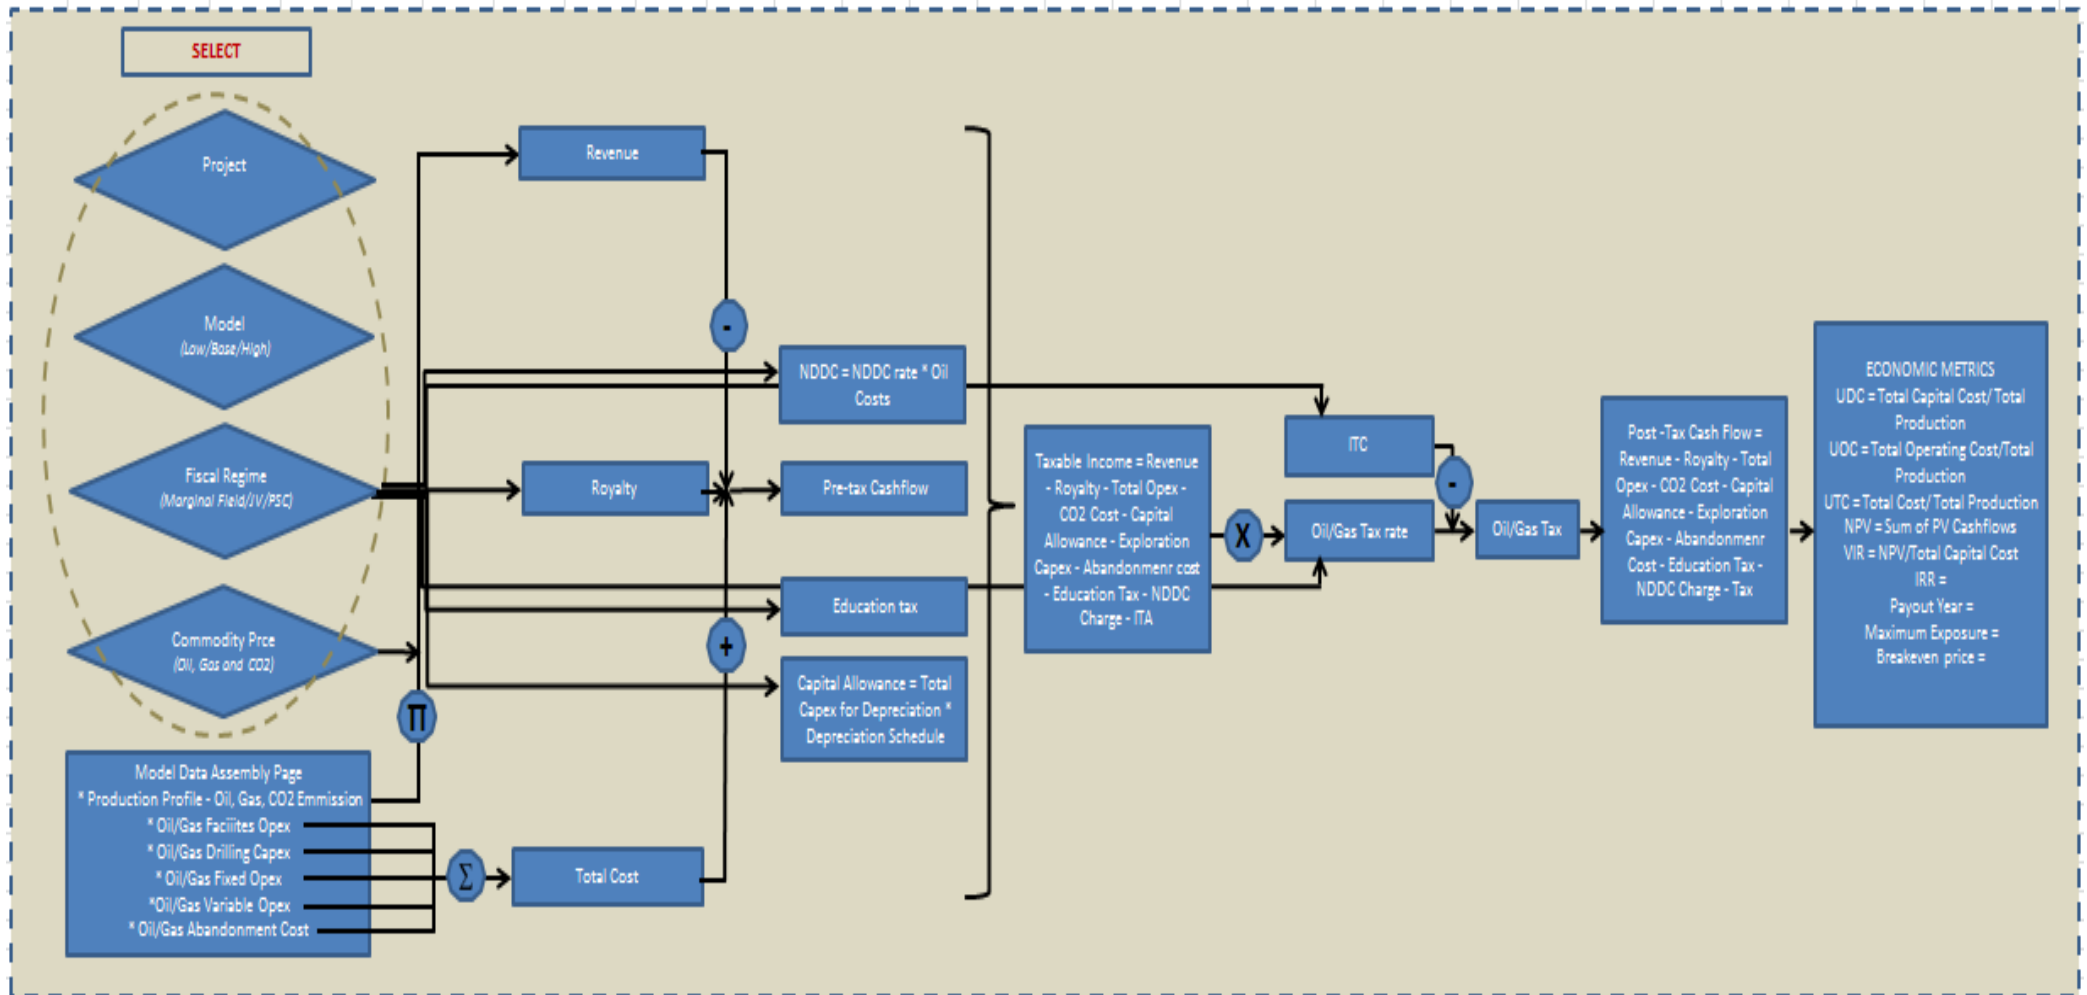 SELECT
Project
Model
(Low/Base/High)
Fiscal Regime
(Marginal Field/JV/PSC)
Commodity Prce
(Oil, Gas and CO2)
Π
Model Data Assembly Page
* Production Profile - Oil, Gas, CO2 Emmission
* Oil/Gas Faciiites Opex
* Oil/Gas Drilling Capex
* Oil/Gas Fixed Opex
*Oil/Gas Variable Opex
* Oil/Gas Abandonment Cost
Σ
Revenue
Royalty
Total Cost
-
+
NDDC = NDDC rate * Oil
Costs
Pre-tax Cashflow
Education tax
Capital Allowance = Total
Capex for Depreciation *
Depreciation Schedule
Taxable Income = Revenue
- Royalty - Total Opex -
CO2 Cost - Capital
Allowance - Exploration
Capex - Abandonmenr cost
- Education Tax - NDDC
Charge - ITA
X
ITC
-
Oil/Gas Tax rate
Oil/Gas Tax
Post -Tax Cash Flow =
Revenue - Royalty - Total
Opex - CO2 Cost - Capital
Allowance - Exploration
Capex - Abandonmenr
Cost - Education Tax -
NDDC Charge - Tax
ECONOMIC METRICS
UDC = Total Capital Cost/ Total
Production
UOC = Total Operating Cost/Total
Production
UTC = Total Cost/ Total Production
NPV = Sum of PV Cashflows
VIR = NPV/Total Capital Cost
IRR =
Payout Year =
Maximum Exposure =
Breakeven price =